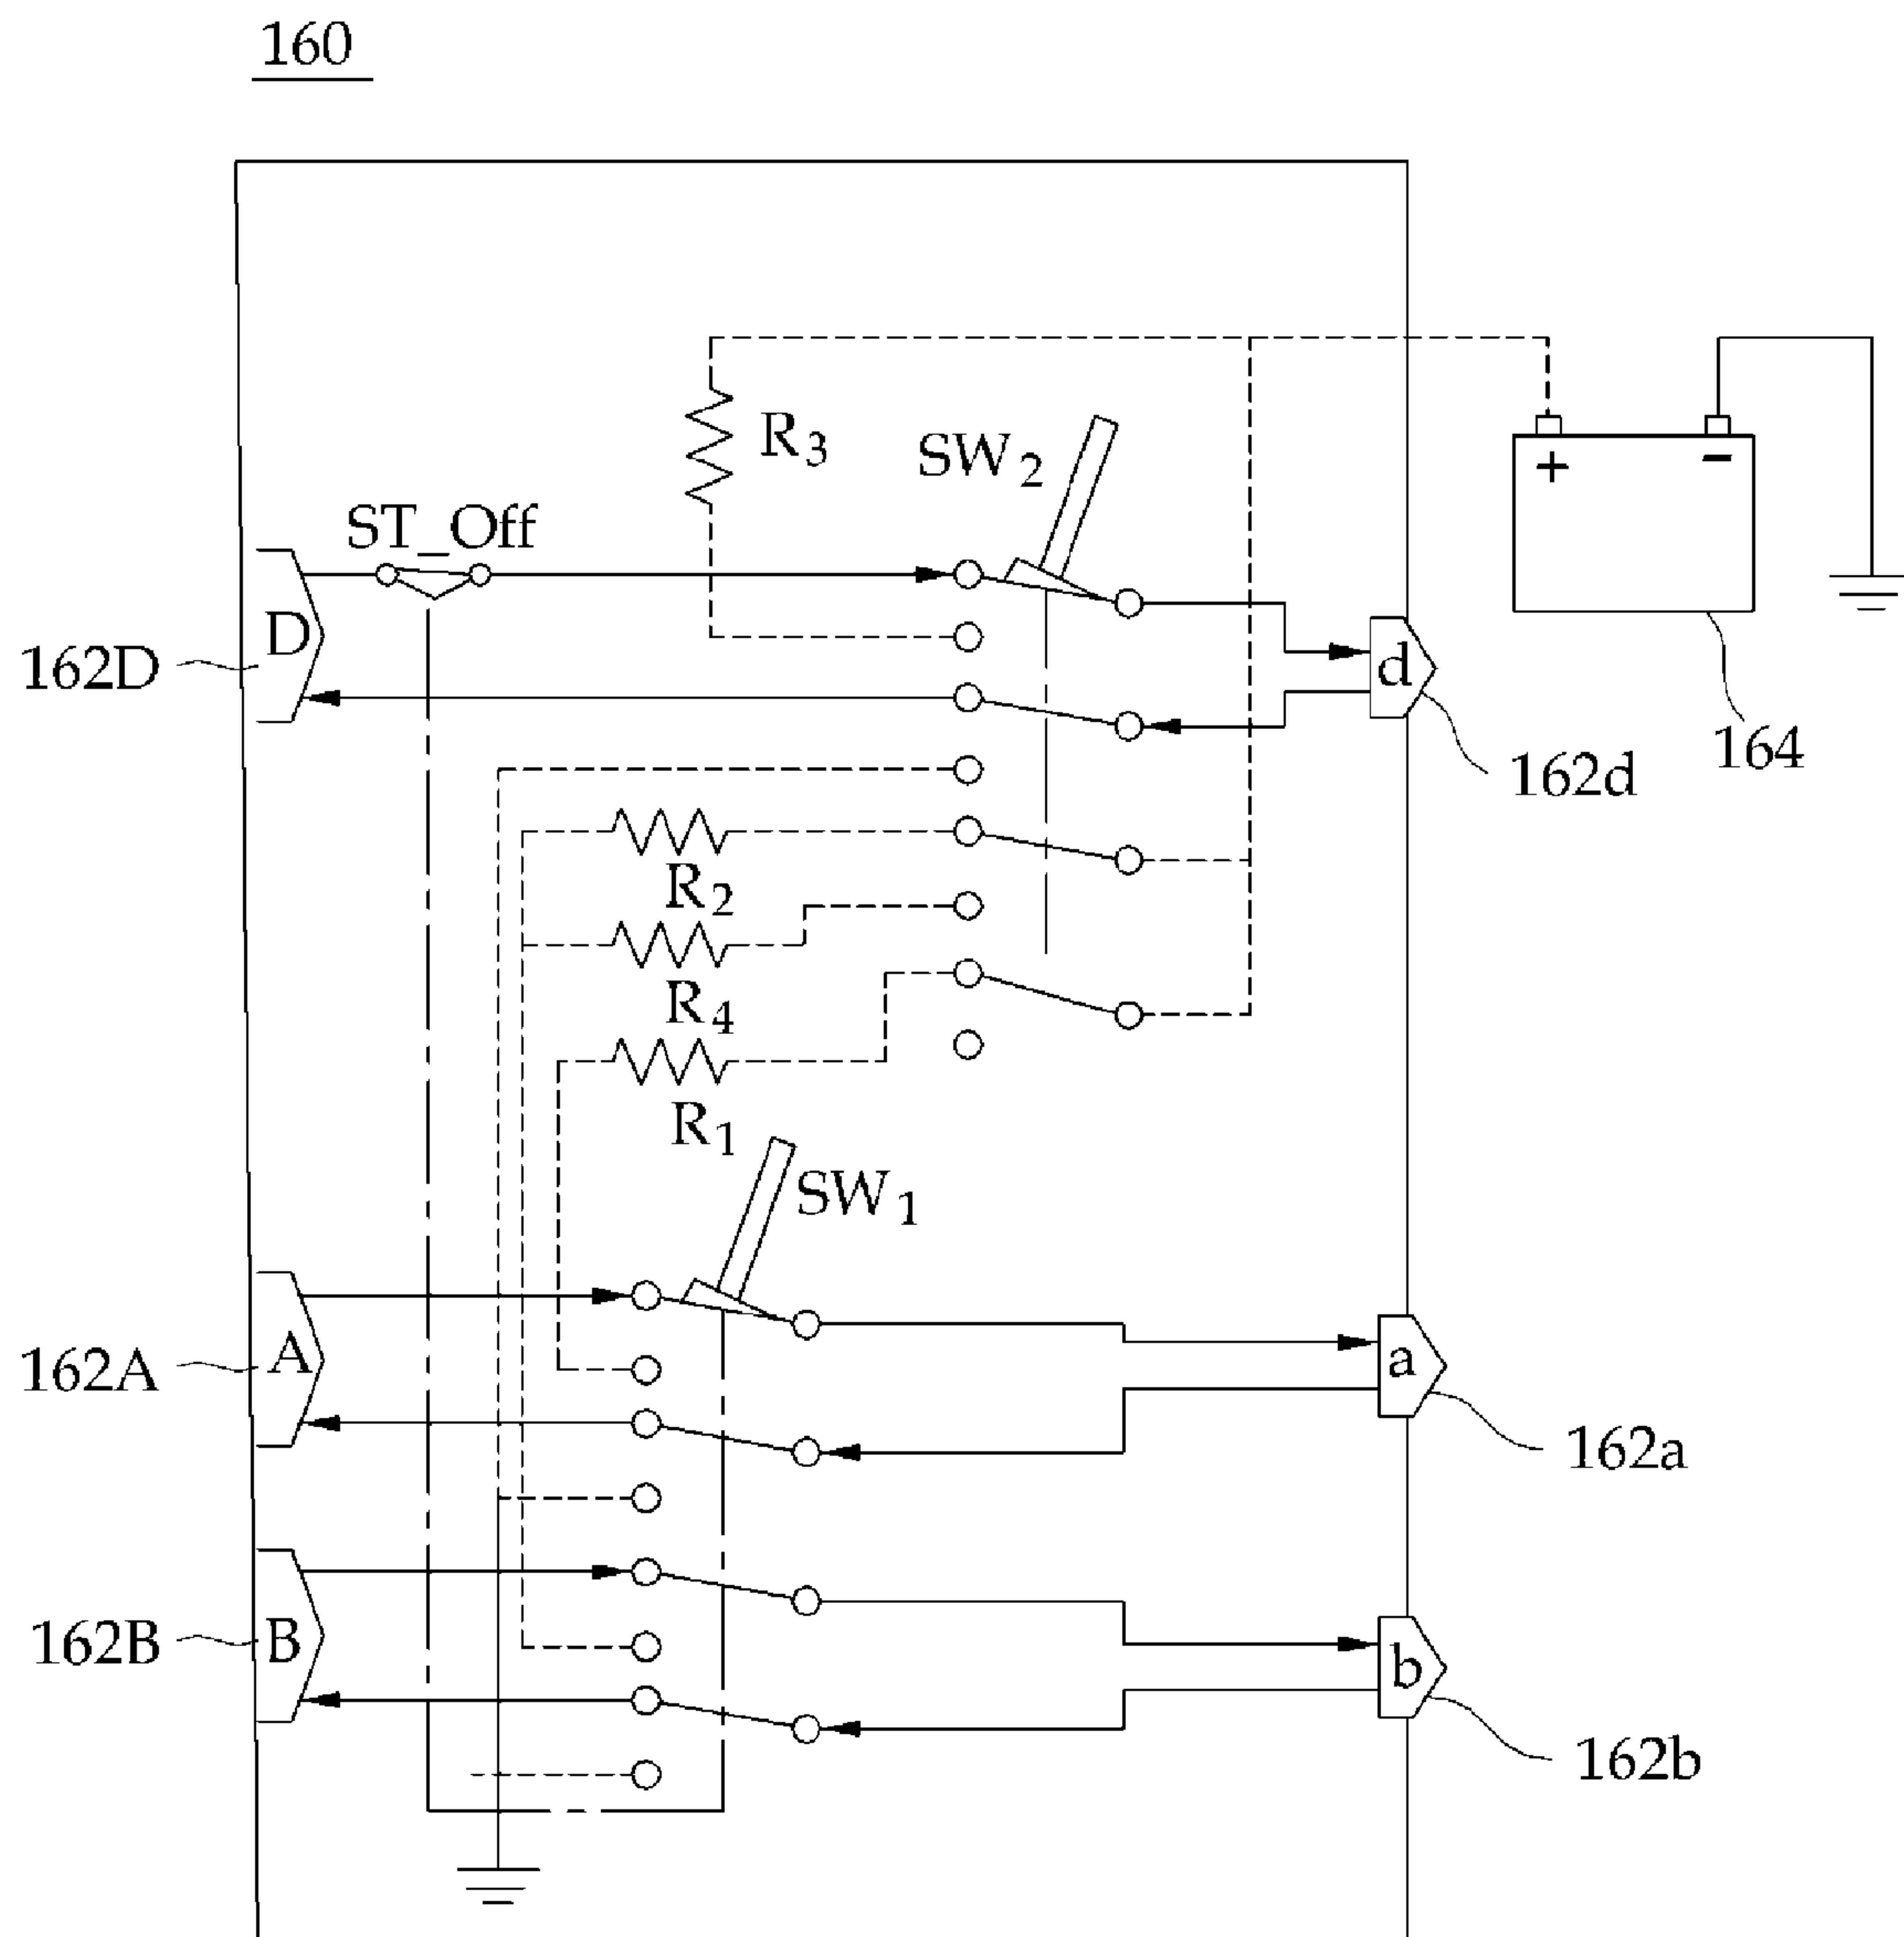 160
R3
SW2
+ −
ST_Off
D
162D
d
162d
164
R2
R4
R1
SW1
A
162A
a
162a
B
162B
b
162b